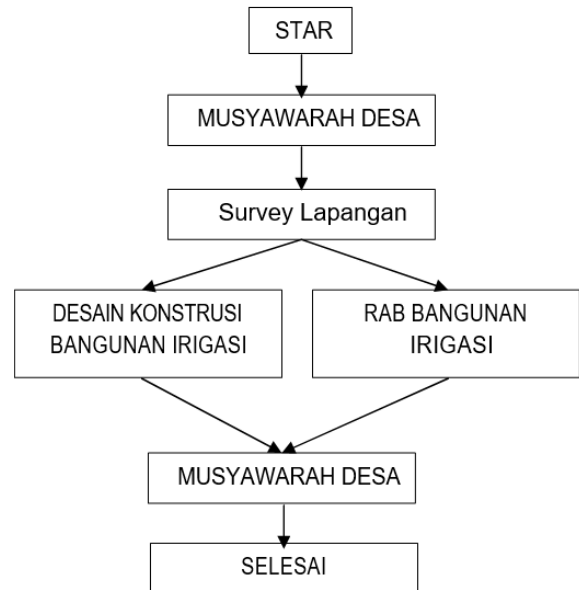 STAR
MUSYAWARAH DESA
Survey Lapangan
DESAIN KONSTRUSI
BANGUNAN IRIGASI
RAB BANGUNAN
IRIGASI
MUSYAWARAH DESA
SELESAI